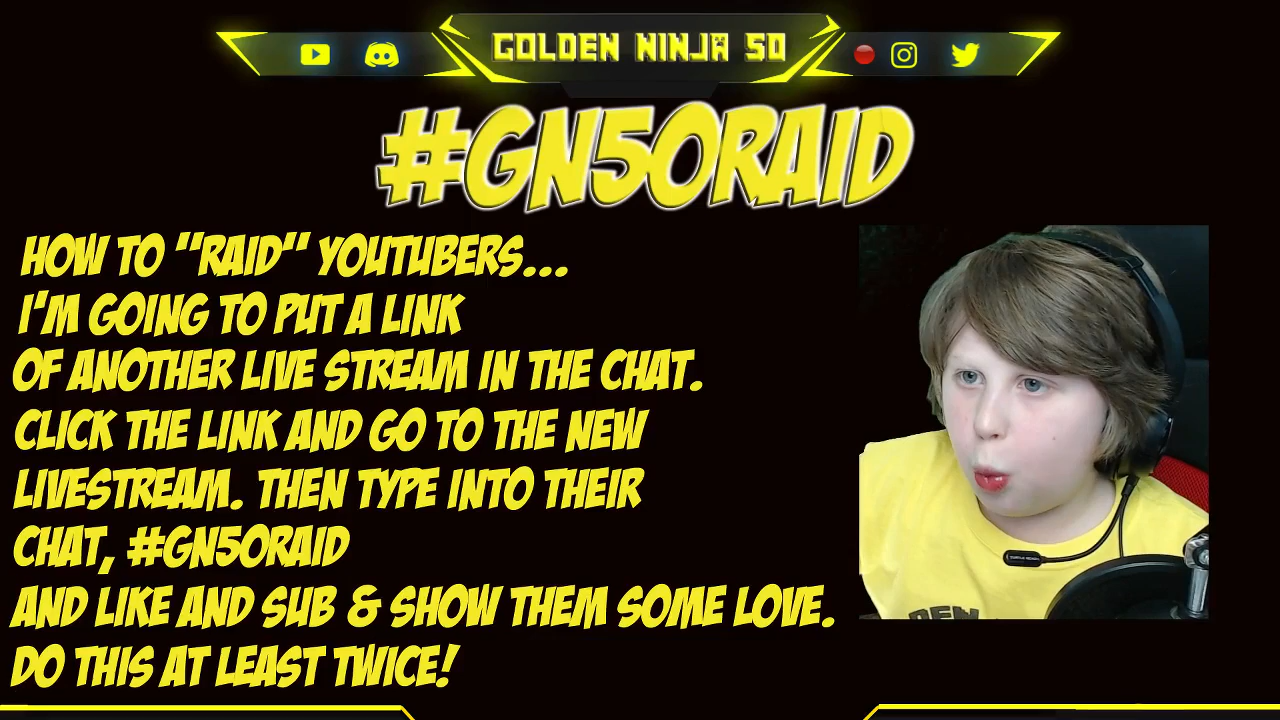 GOLDEN NINJA 50
#GN50RAID
HOW TO "RAID" YOUTUBERS...
I'M GOING TO PUT A LINK
OF ANOTHER LIVE STREAM IN THE CHAT.
CLICK THE LINK AND GO TO THE NEW
LIVESTREAM. THEN TYPE INTO THEIR
CHAT, #GN50RAID
AND LIKE AND SUB & SHOW THEM SOME LOVE.
DO THIS AT LEAST TWICE!